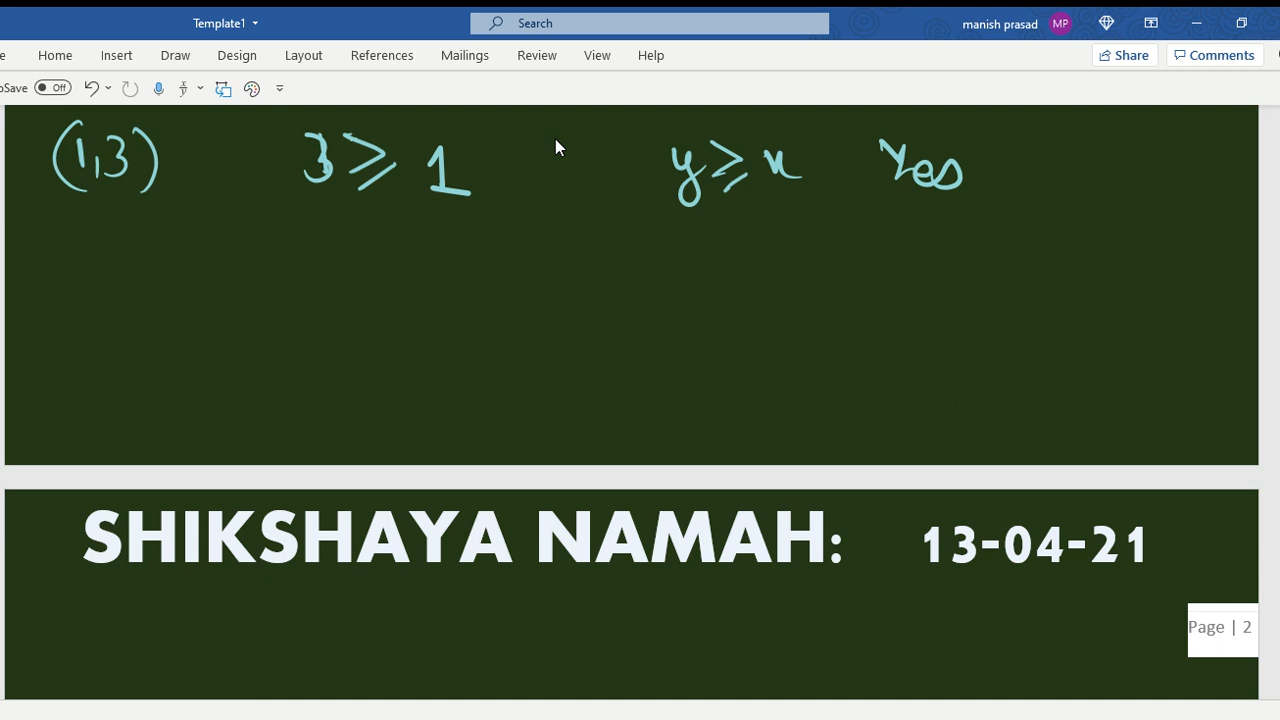 Template1 Search manish prasad MP
e Home Insert Draw Design Layout References Mailings Review View Help Share Comments
oSave Off
(1,3) 3 ≥ 1 y ≥ x Yes
SHIKSHAYA NAMAH: 13-04-21
Page | 2